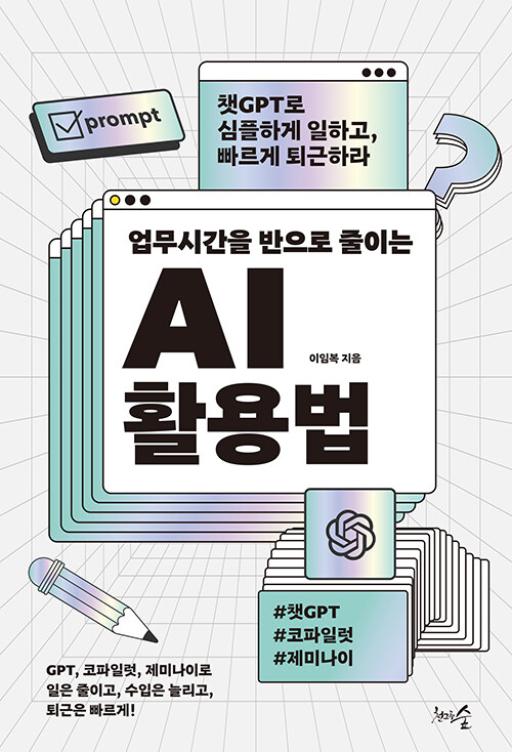 prompt
챗GPT로
심플하게 일하고,
빠르게 퇴근하라
업무시간을 반으로 줄이는
AI
이임복 지음
활용법
#챗GPT
#코파일럿
#제미나이
GPT, 코파일럿, 제미나이로
일은 줄이고, 수입은 늘리고,
퇴근은 빠르게!
천그루숲